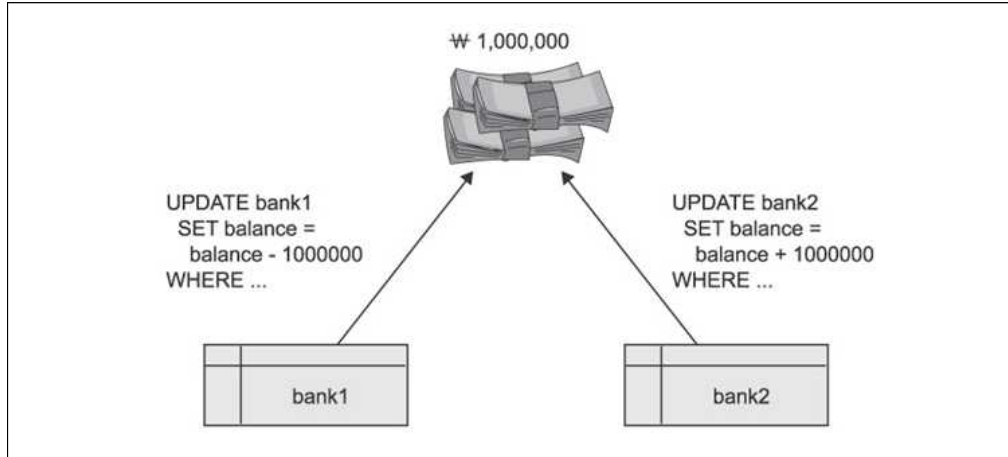 ₩ 1,000,000
UPDATE bank1
SET balance =
balance - 1000000
WHERE ...
UPDATE bank2
SET balance =
balance + 1000000
WHERE ...
bank1
bank2